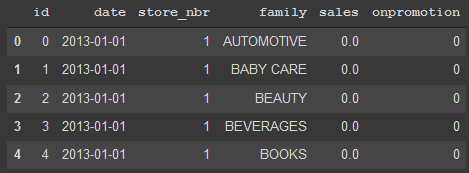 id date store_nbr family sales onpromotion
0 0 2013-01-01 1 AUTOMOTIVE 0.0 0
1 1 2013-01-01 1 BABY CARE 0.0 0
2 2 2013-01-01 1 BEAUTY 0.0 0
3 3 2013-01-01 1 BEVERAGES 0.0 0
4 4 2013-01-01 1 BOOKS 0.0 0